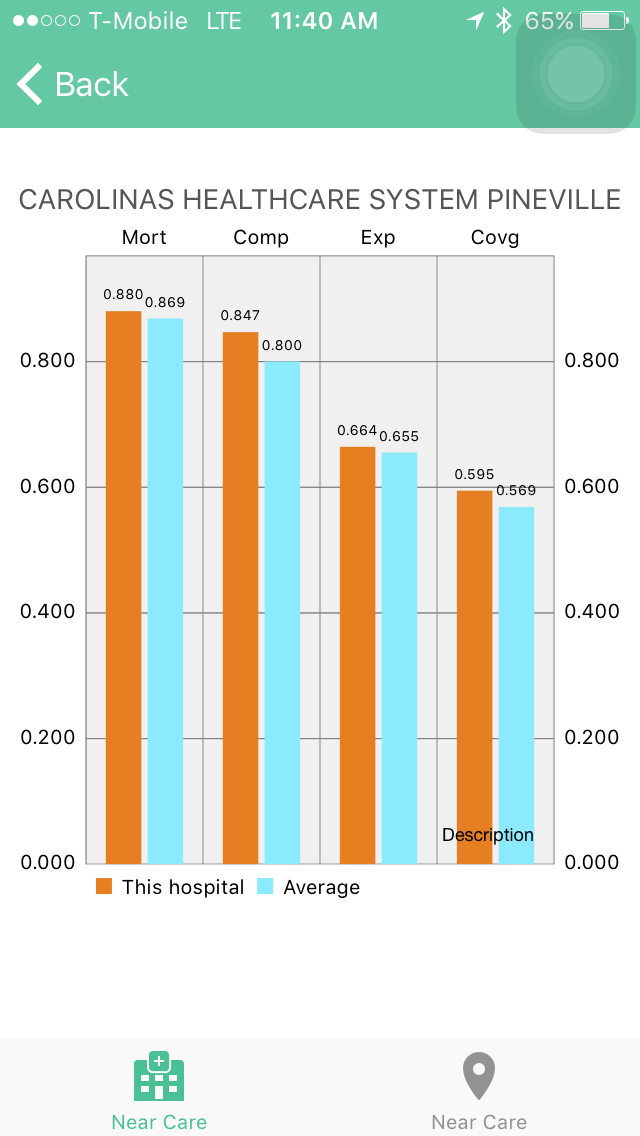 T-Mobile LTE 11:40 AM 65%
Back
CAROLINAS HEALTHCARE SYSTEM PINEVILLE
Mort Comp Exp Covg
0.880 0.869 0.847 0.800 0.664 0.655 0.595 0.569
0.800 0.800
0.600 0.600
0.400 0.400
0.200 0.200
Description
0.000 0.000
This hospital Average
Near Care Near Care